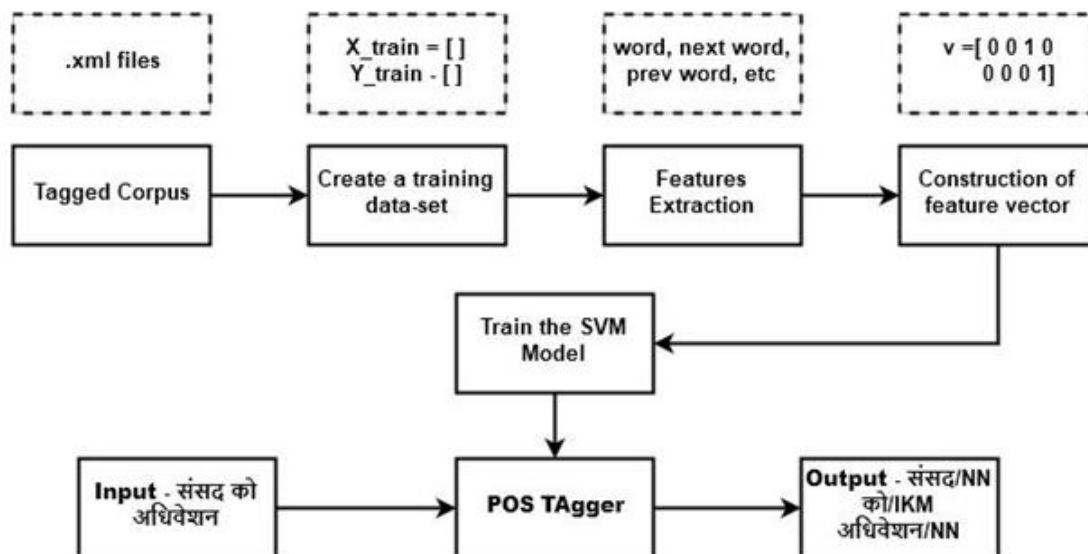 .xml files
X_train = [ ]
Y_train - [ ]
word, next word,
prev word, etc
v =[ 0 0 1 0
0 0 0 1]
Tagged Corpus
Create a training
data-set
Features
Extraction
Construction of
feature vector
Train the SVM
Model
Input - संसद को
अधिवेशन
POS TAgger
Output - संसद/NN
को/IKM
अधिवेशन/NN